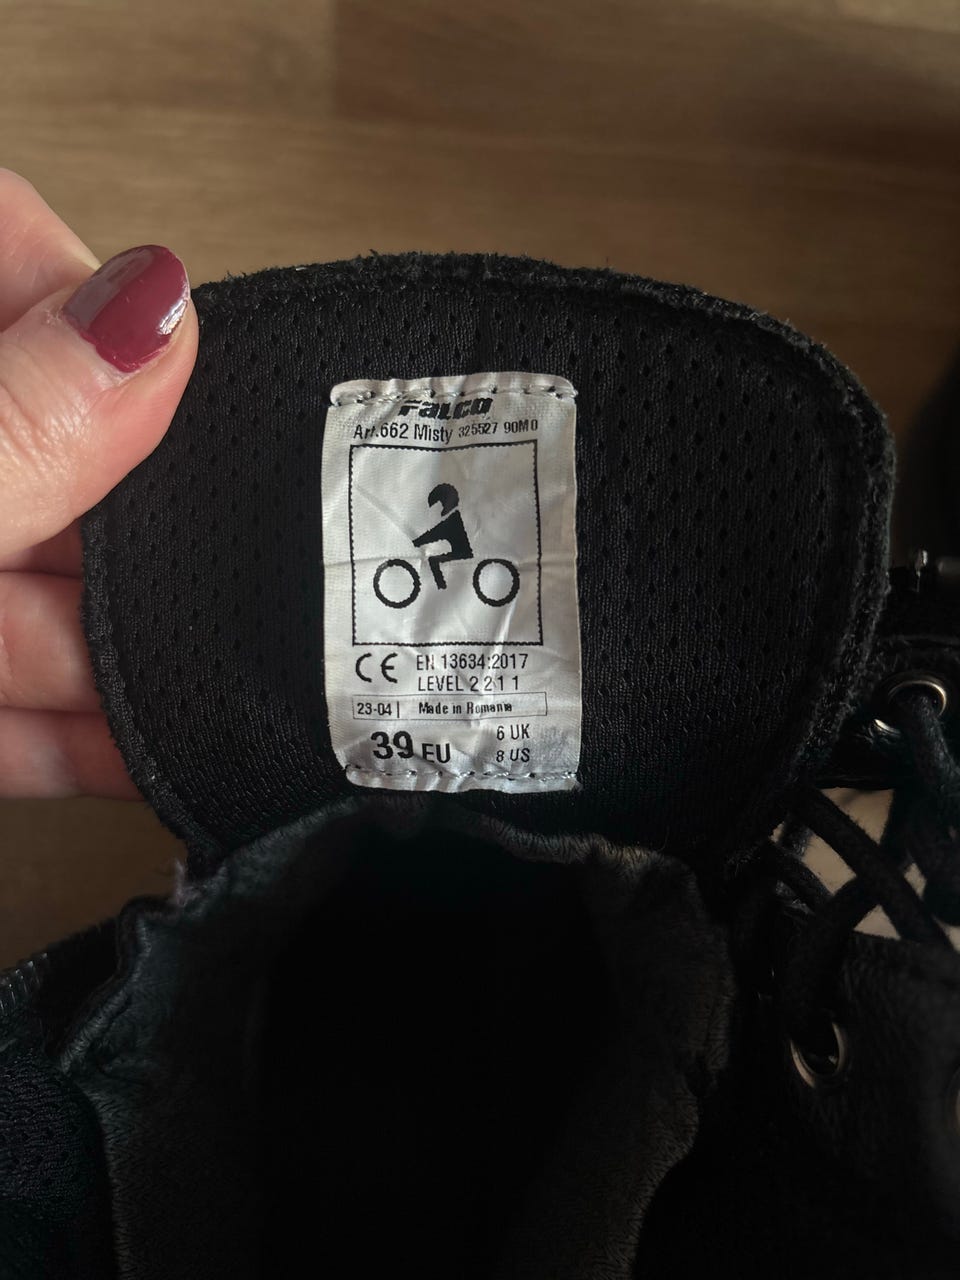 Falco
Art.662 Misty 325527 90M0
CE EN 13634:2017
LEVEL 2 2 1 1
23-04| Made in Romania
39 EU 6 UK
8 US